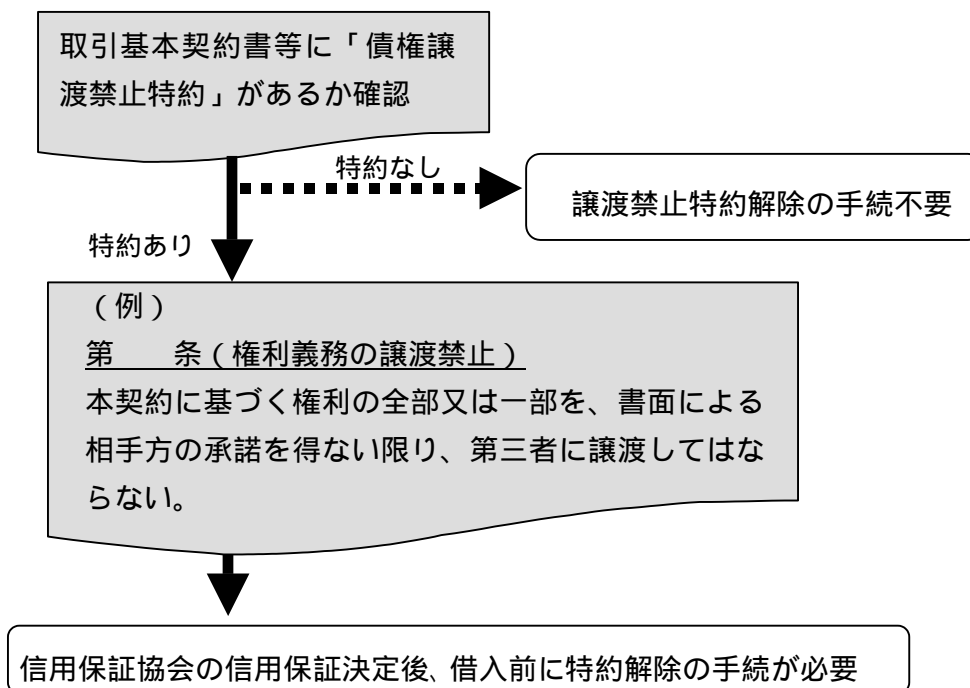 取引基本契約書等に「債権譲
渡禁止特約」があるか確認
特約なし
譲渡禁止特約解除の手続不要
特約あり
（例）
第　　条（権利義務の譲渡禁止）
本契約に基づく権利の全部又は一部を、書面による
相手方の承諾を得ない限り、第三者に譲渡してはな
らない。
信用保証協会の信用保証決定後、借入前に特約解除の手続が必要